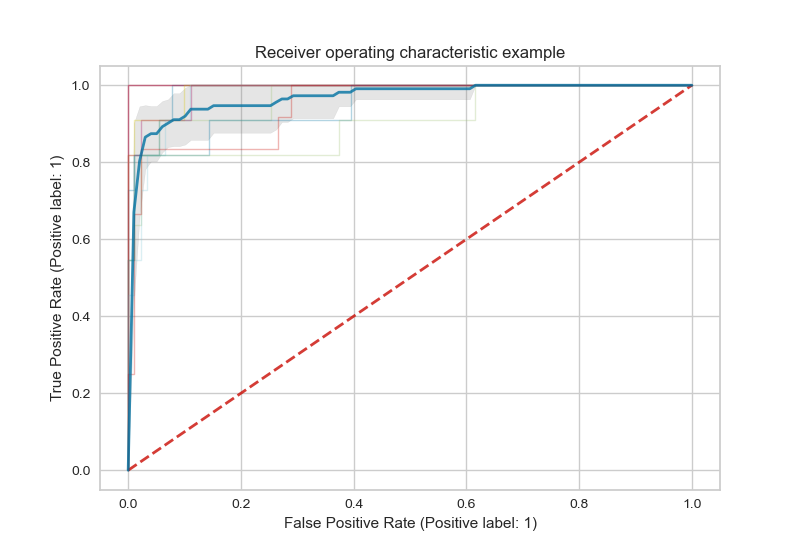 Receiver operating characteristic example
True Positive Rate (Positive label: 1)
1.0
0.8
0.6
0.4
0.2
0.0
0.0 0.2 0.4 0.6 0.8 1.0
False Positive Rate (Positive label: 1)